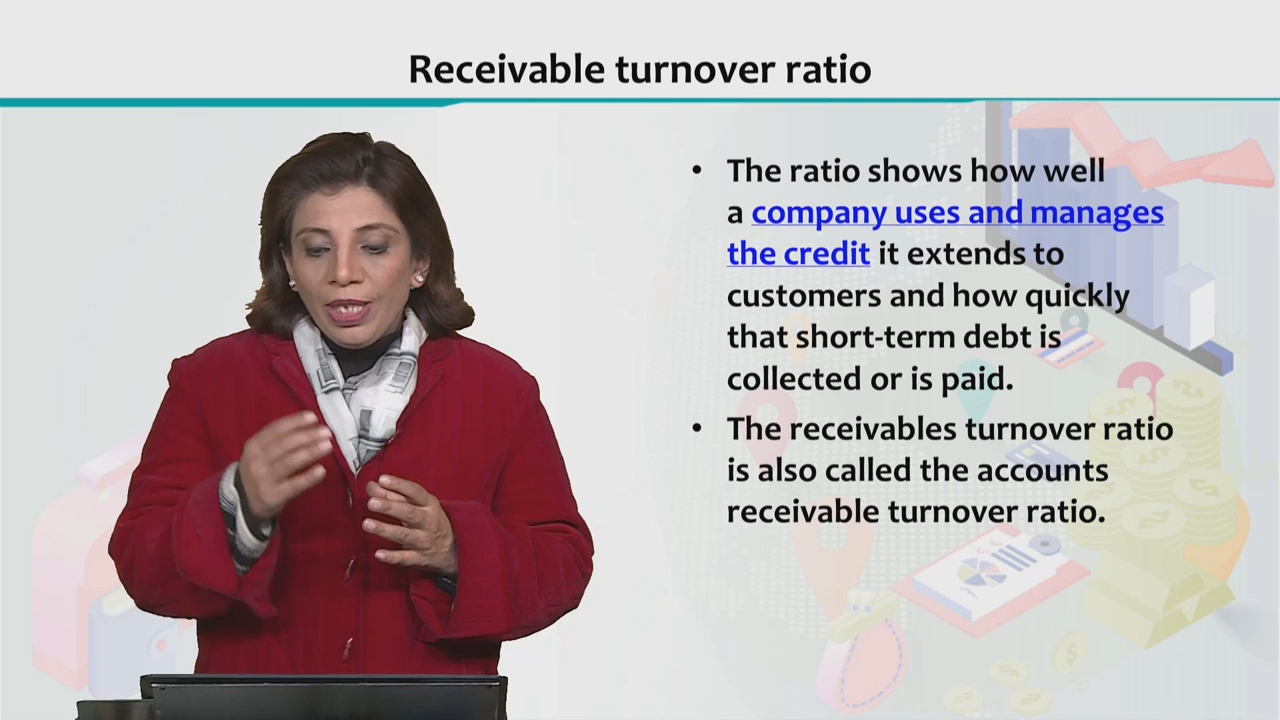 Receivable turnover ratio
• The ratio shows how well
a company uses and manages
the credit it extends to
customers and how quickly
that short-term debt is
collected or is paid.
• The receivables turnover ratio
is also called the accounts
receivable turnover ratio.